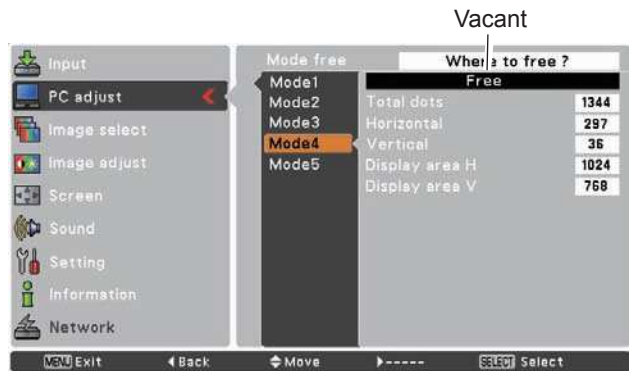 Vacant
Input
PC adjust
Image select
Image adjust
Screen
Sound
Setting
Information
Network
Mode free
Where to free ?
Mode1
Mode2
Mode3
Mode4
Mode5
Free
Total dots 1344
Horizontal 297
Vertical 36
Display area H 1024
Display area V 768
MENU Exit ◀Back Move ▶----- SELECT Select